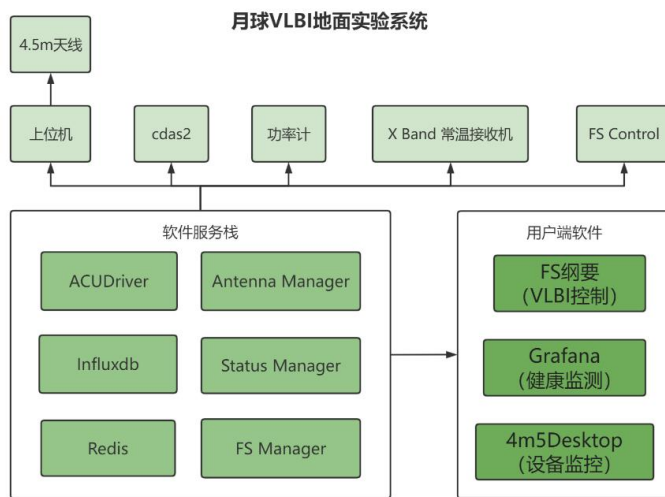 月球VLBI地面实验系统
4.5m天线
上位机
cdas2
功率计
X Band 常温接收机
FS Control
软件服务栈
用户端软件
ACUDriver
Antenna Manager
Influxdb
Status Manager
Redis
FS Manager
FS纲要
（VLBI控制）
Grafana
（健康监测）
4m5Desktop
（设备监控）